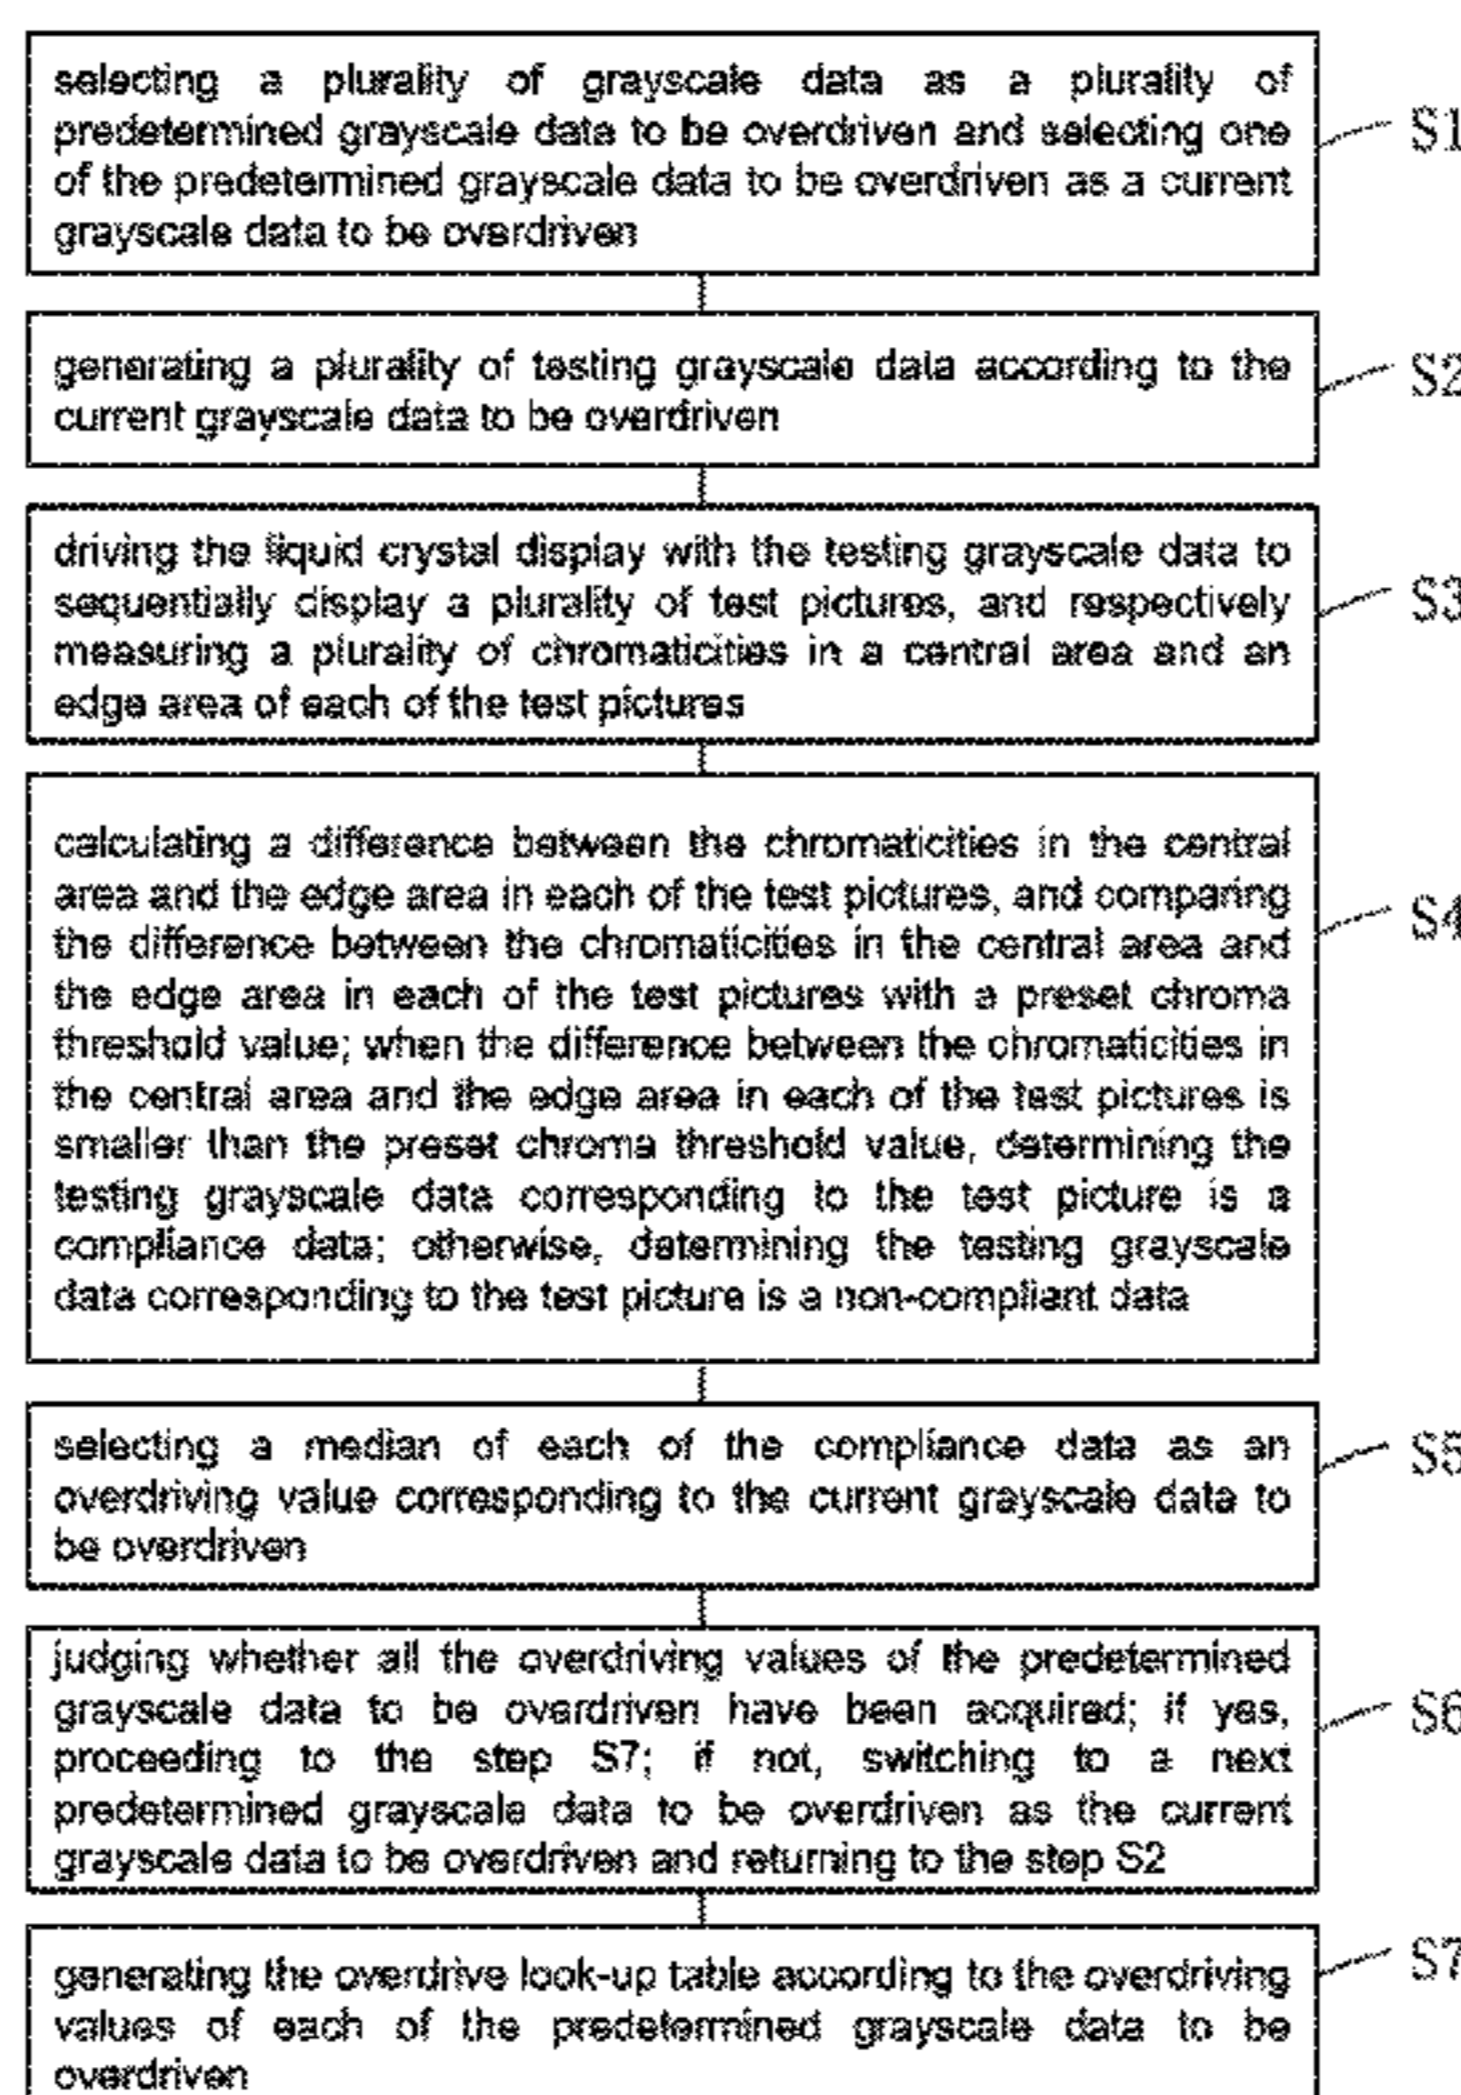 selecting a plurality of grayscale data as a plurality of
predetermined grayscale data to be overdriven and selecting one
of the predetermined grayscale data to be overdriven as a current
grayscale data to be overdriven
S1
generating a plurality of testing grayscale data according to the
current grayscale data to be overdriven
S2
driving the liquid crystal display with the testing grayscale data to
sequentially display a plurality of test pictures, and respectively
measuring a plurality of chromaticities in a central area and an
edge area of each of the test pictures
S3
calculating a difference between the chromaticities in the central
area and the edge area in each of the test pictures, and comparing
the difference between the chromaticities in the central area and
the edge area in each of the test pictures with a preset chroma
threshold value; when the difference between the chromaticities in
the central area and the edge area in each of the test pictures is
smaller than the preset chroma threshold value, determining the
testing grayscale data corresponding to the test picture is a
compliance data; otherwise, determining the testing grayscale
data corresponding to the test picture is a non-compliant data
S4
selecting a median of each of the compliance data as an
overdriving value corresponding to the current grayscale data to
be overdriven
S5
judging whether all the overdriving values of the predetermined
grayscale data to be overdriven have been acquired; if yes,
proceeding to the step S7; if not, switching to a next
predetermined grayscale data to be overdriven as the current
grayscale data to be overdriven and returning to the step S2
S6
generating the overdrive look-up table according to the overdriving
values of each of the predetermined grayscale data to be
overdriven
S7